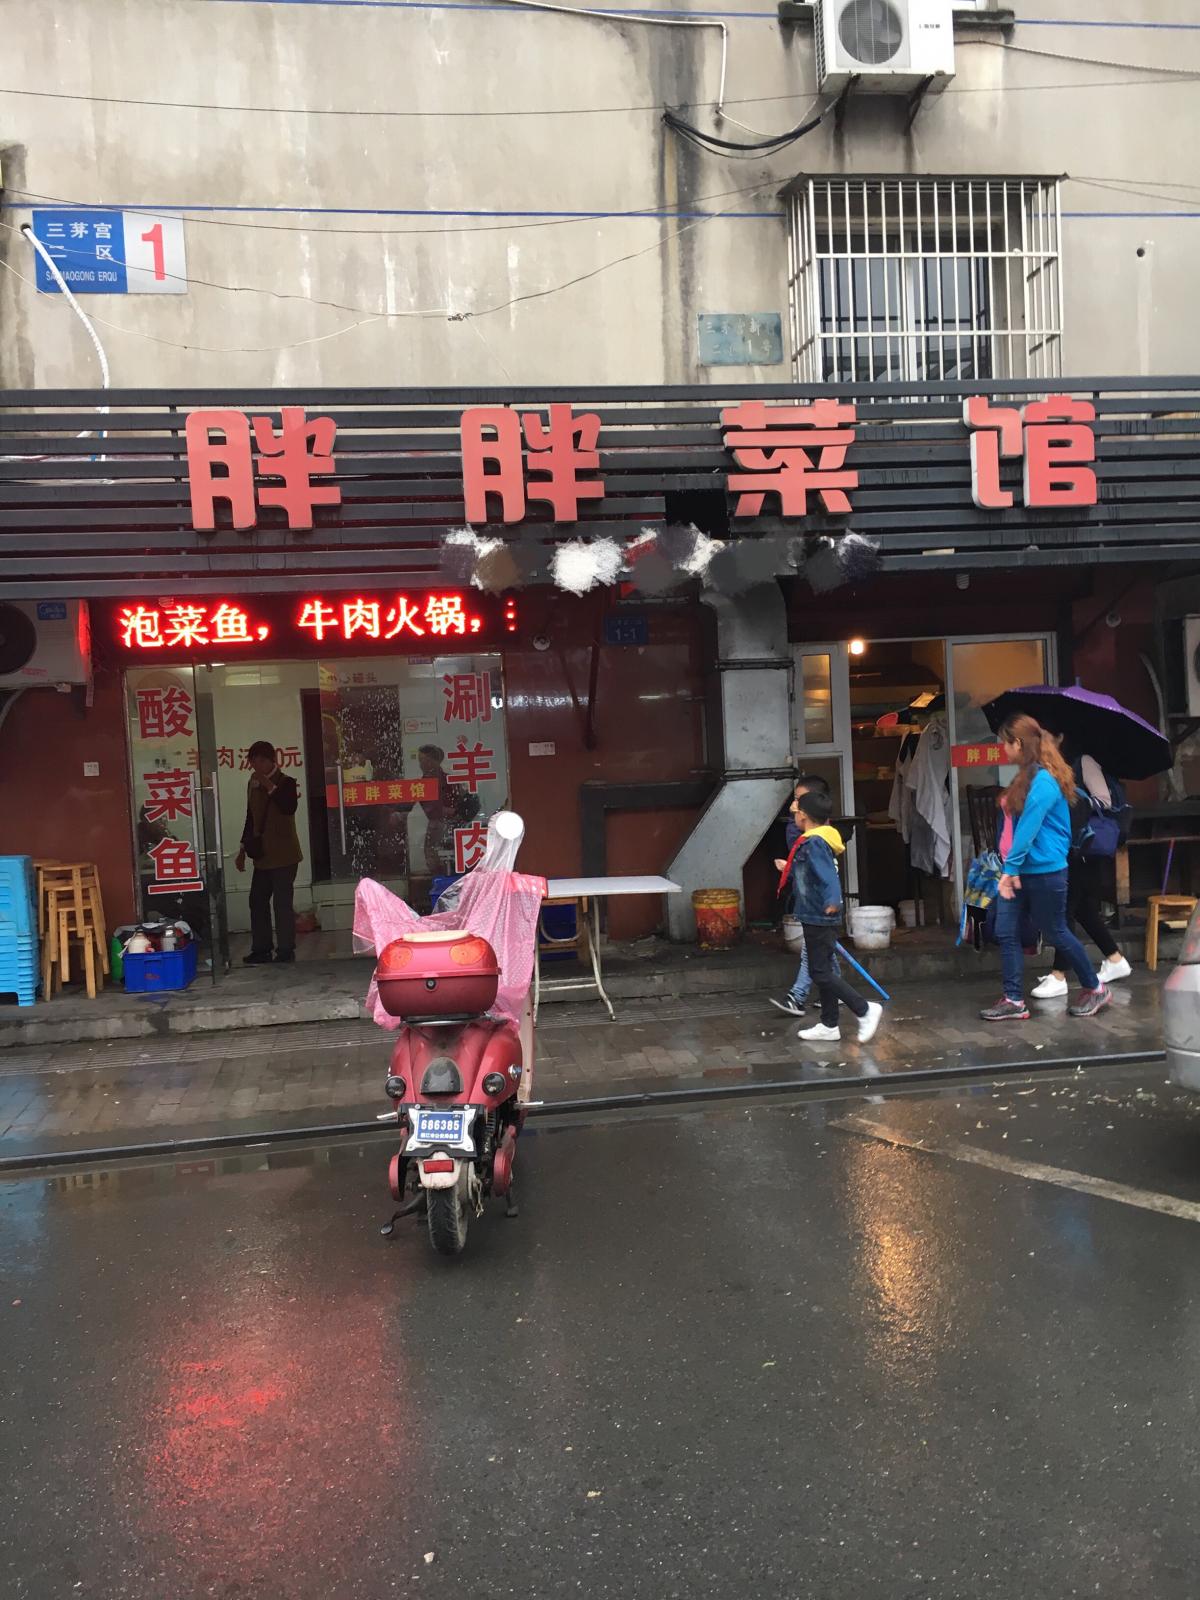 三茅宫
二 区
1
SANMAOGONG ERQU
胖胖菜馆
泡菜鱼，牛肉火锅，
1-1
酸菜鱼
涮羊肉
胖胖菜馆
胖胖
686385